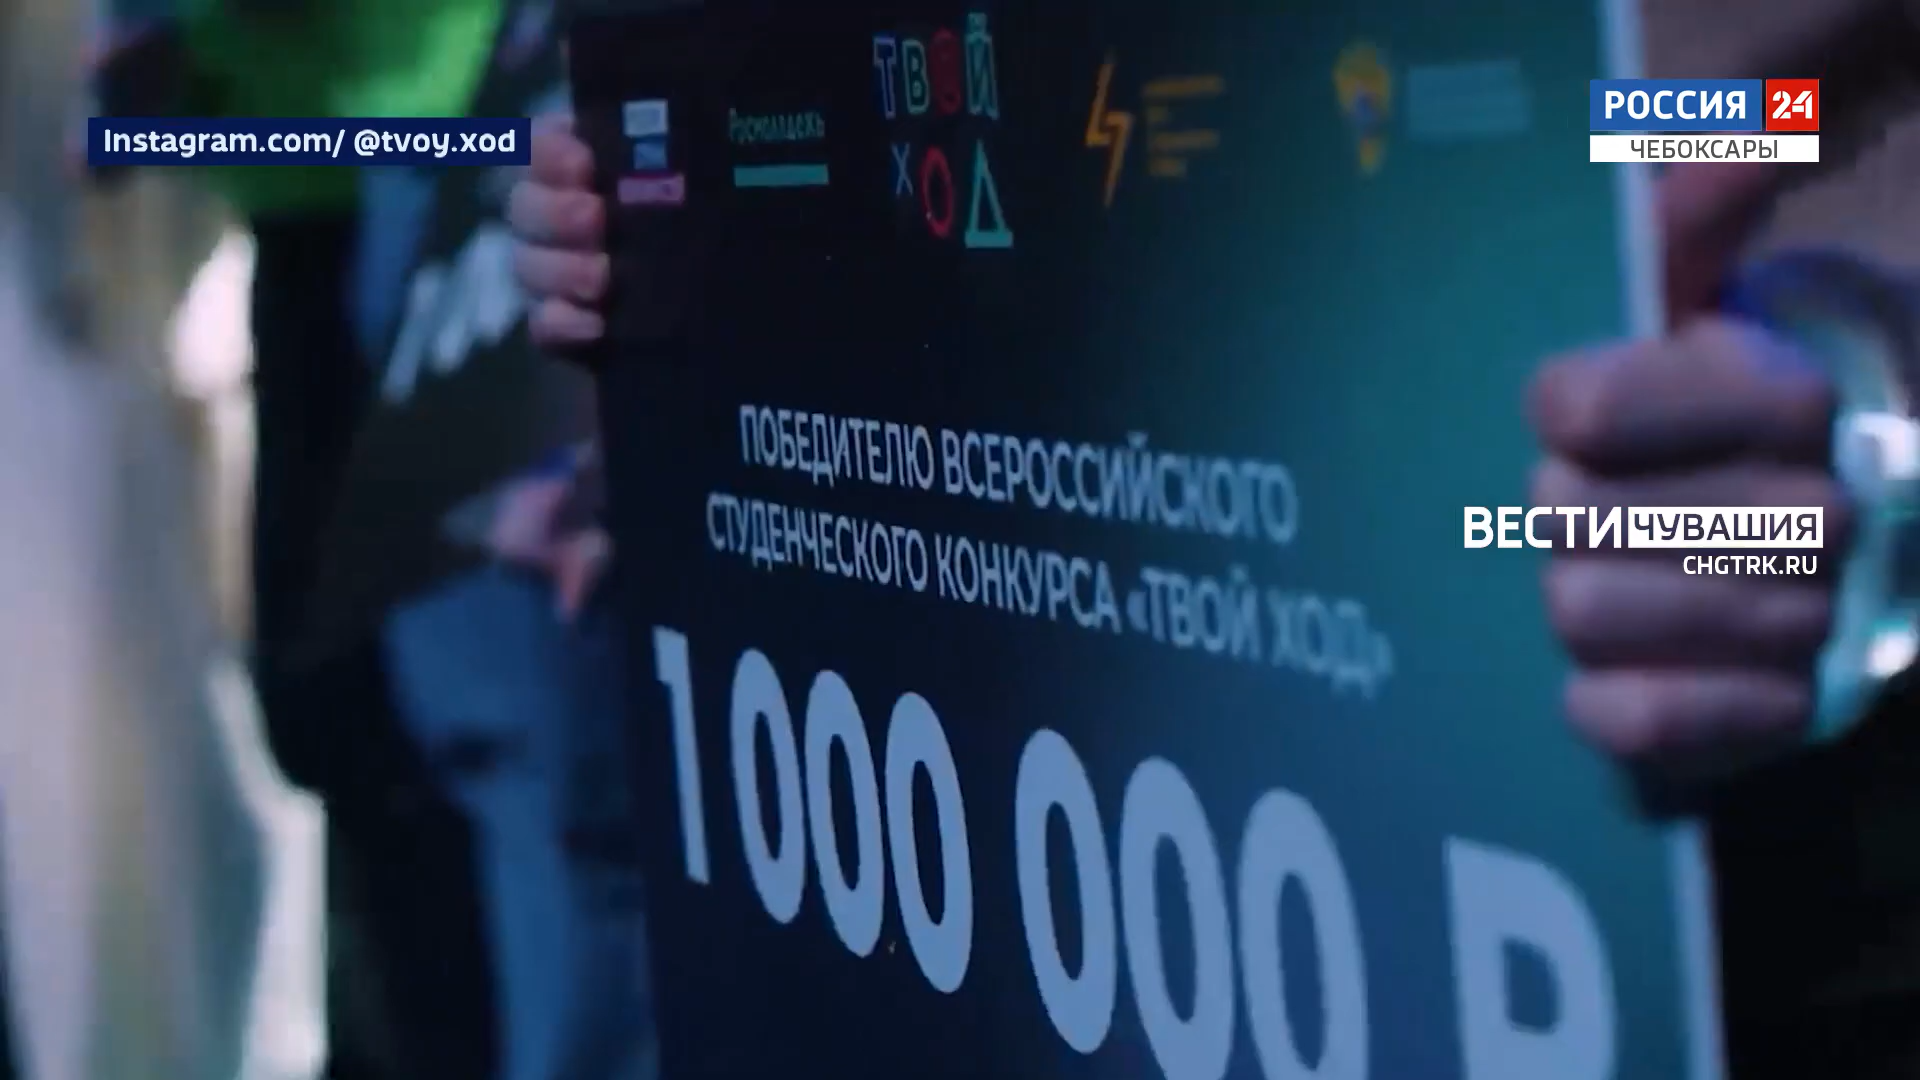 Instagram.com/ @tvoy.xod
РОССИЯ 24
ЧЕБОКСАРЫ
Росмолодёжь
ТВОЙ
ХОД
ПОБЕДИТЕЛЮ ВСЕРОССИЙСКОГО
СТУДЕНЧЕСКОГО КОНКУРСА «ТВОЙ ХОД»
1 000 000 Р
ВЕСТИ ЧУВАШИЯ
CHGTRK.RU